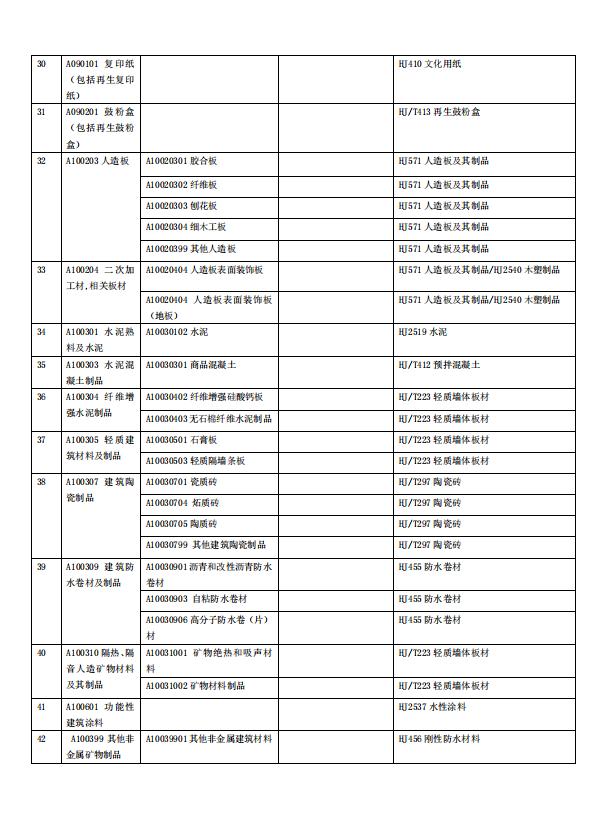 30 A090101 复印纸 HJ410 文化用纸
（包括再生复印
纸）
31 A090201 鼓粉盒 HJ/T413 再生鼓粉盒
（包括再生鼓粉
盒）
32 A100203 人造板 A10020301 胶合板 HJ571 人造板及其制品
A10020302 纤维板 HJ571 人造板及其制品
A10020303 刨花板 HJ571 人造板及其制品
A10020304 细木工板 HJ571 人造板及其制品
A10020399 其他人造板 HJ571 人造板及其制品
33 A100204 二次加 A10020404 人造板表面装饰板 HJ571 人造板及其制品/HJ2540 木塑制品
工材,相关板材
A10020404 人造板表面装饰板 HJ571 人造板及其制品/HJ2540 木塑制品
（地板）
34 A100301 水泥熟 A10030102 水泥 HJ2519 水泥
料及水泥
35 A100303 水泥混 A10030301 商品混凝土 HJ/T412 预拌混凝土
凝土制品
36 A100304 纤维增 A10030402 纤维增强硅酸钙板 HJ/T223 轻质墙体板材
强水泥制品
A10030403 无石棉纤维水泥制品 HJ/T223 轻质墙体板材
37 A100305 轻质建 A10030501 石膏板 HJ/T223 轻质墙体板材
筑材料及制品 A10030503 轻质隔墙条板 HJ/T223 轻质墙体板材
38 A100307 建筑陶 A10030701 瓷质砖 HJ/T297 陶瓷砖
瓷制品
A10030704 炻质砖 HJ/T297 陶瓷砖
A10030705 陶质砖 HJ/T297 陶瓷砖
A10030799 其他建筑陶瓷制品 HJ/T297 陶瓷砖
39 A100309 建筑防 A10030901 沥青和改性沥青防水 HJ455 防水卷材
水卷材及制品 卷材
A10030903 自粘防水卷材 HJ455 防水卷材
A10030906 高分子防水卷（片） HJ455 防水卷材
材
40 A100310 隔热、隔 A10031001 矿物绝热和吸声材 HJ/T223 轻质墙体板材
音人造矿物材料 料
及其制品 A10031002 矿物材料制品 HJ/T223 轻质墙体板材
41 A100601 功能性 HJ2537 水性涂料
建筑涂料
42 A100399 其他非 A10039901 其他非金属建筑材料 HJ456 刚性防水材料
金属矿物制品